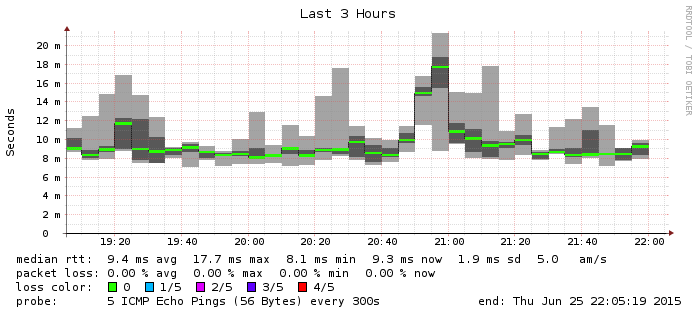 Last 3 Hours
RRDTOOL / TOBI OETIKER
Seconds
20 m
18 m
16 m
14 m
12 m
10 m
8 m
6 m
4 m
2 m
0
19:20 19:40 20:00 20:20 20:40 21:00 21:20 21:40 22:00
median rtt: 9.4 ms avg 17.7 ms max 8.1 ms min 9.3 ms now 1.9 ms sd 5.0 am/s
packet loss: 0.00 % avg 0.00 % max 0.00 % min 0.00 % now
loss color: 0 1/5 2/5 3/5 4/5
probe: 5 ICMP Echo Pings (56 Bytes) every 300s end: Thu Jun 25 22:05:19 2015